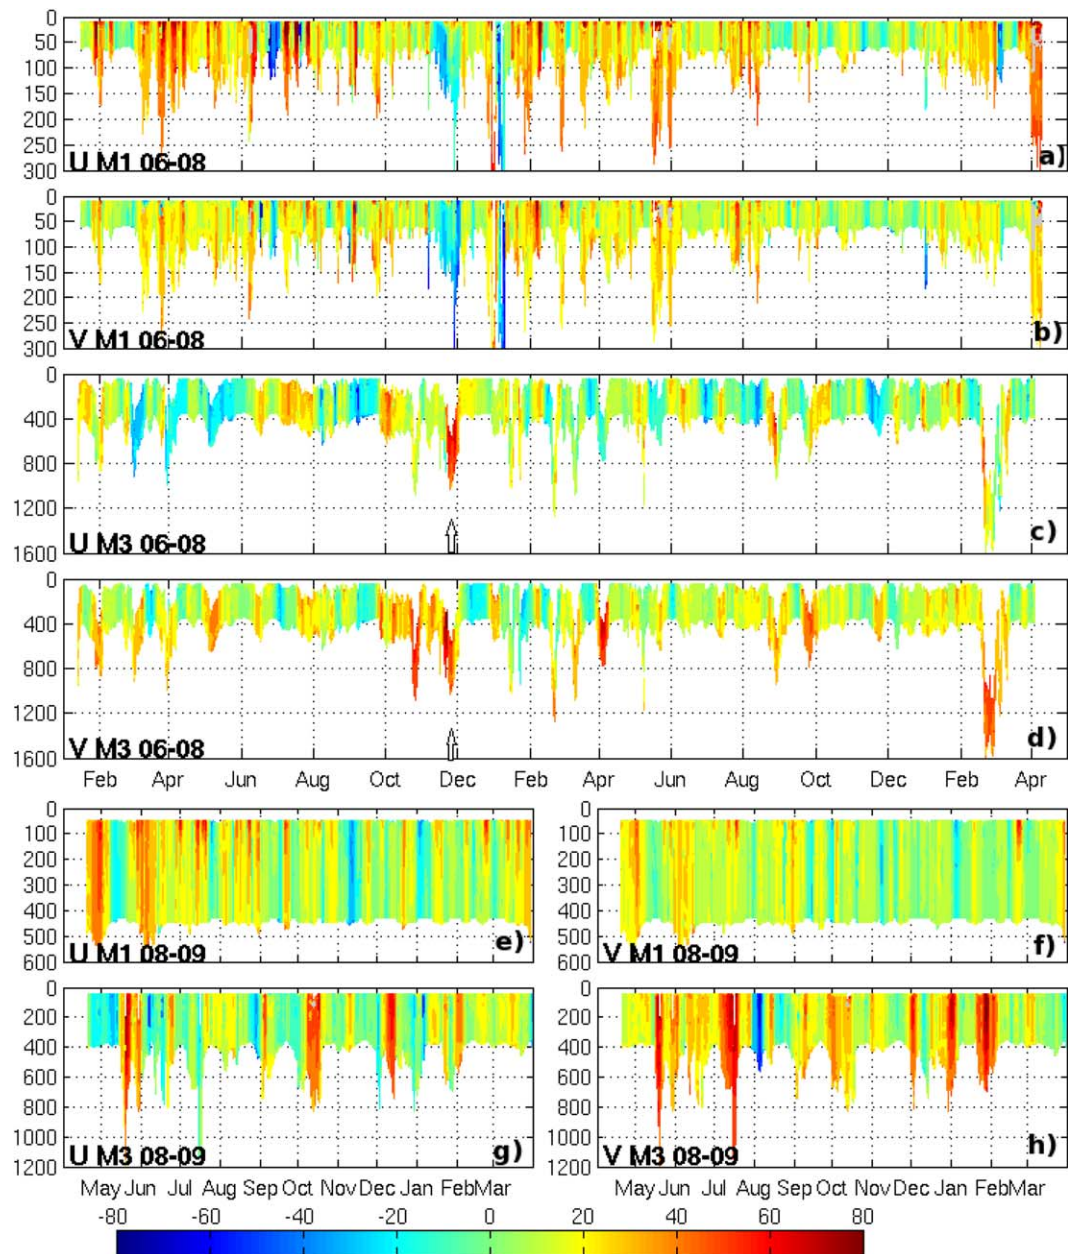 0
50
100
150
200
250
300
U M1 06-08
a)
0
50
100
150
200
250
300
V M1 06-08
b)
0
400
800
1200
1600
U M3 06-08
c)
0
400
800
1200
1600
V M3 06-08
d)
Feb Apr Jun Aug Oct Dec Feb Apr Jun Aug Oct Dec Feb Apr
0
100
200
300
400
500
600
U M1 08-09
e)
0
100
200
300
400
500
600
V M1 08-09
f)
0
200
400
600
800
1000
1200
U M3 08-09
g)
May Jun Jul Aug Sep Oct Nov Dec Jan Feb Mar
0
200
400
600
800
1000
1200
V M3 08-09
h)
May Jun Jul Aug Sep Oct Nov Dec Jan Feb Mar
-80 -60 -40 -20 0 20 40 60 80